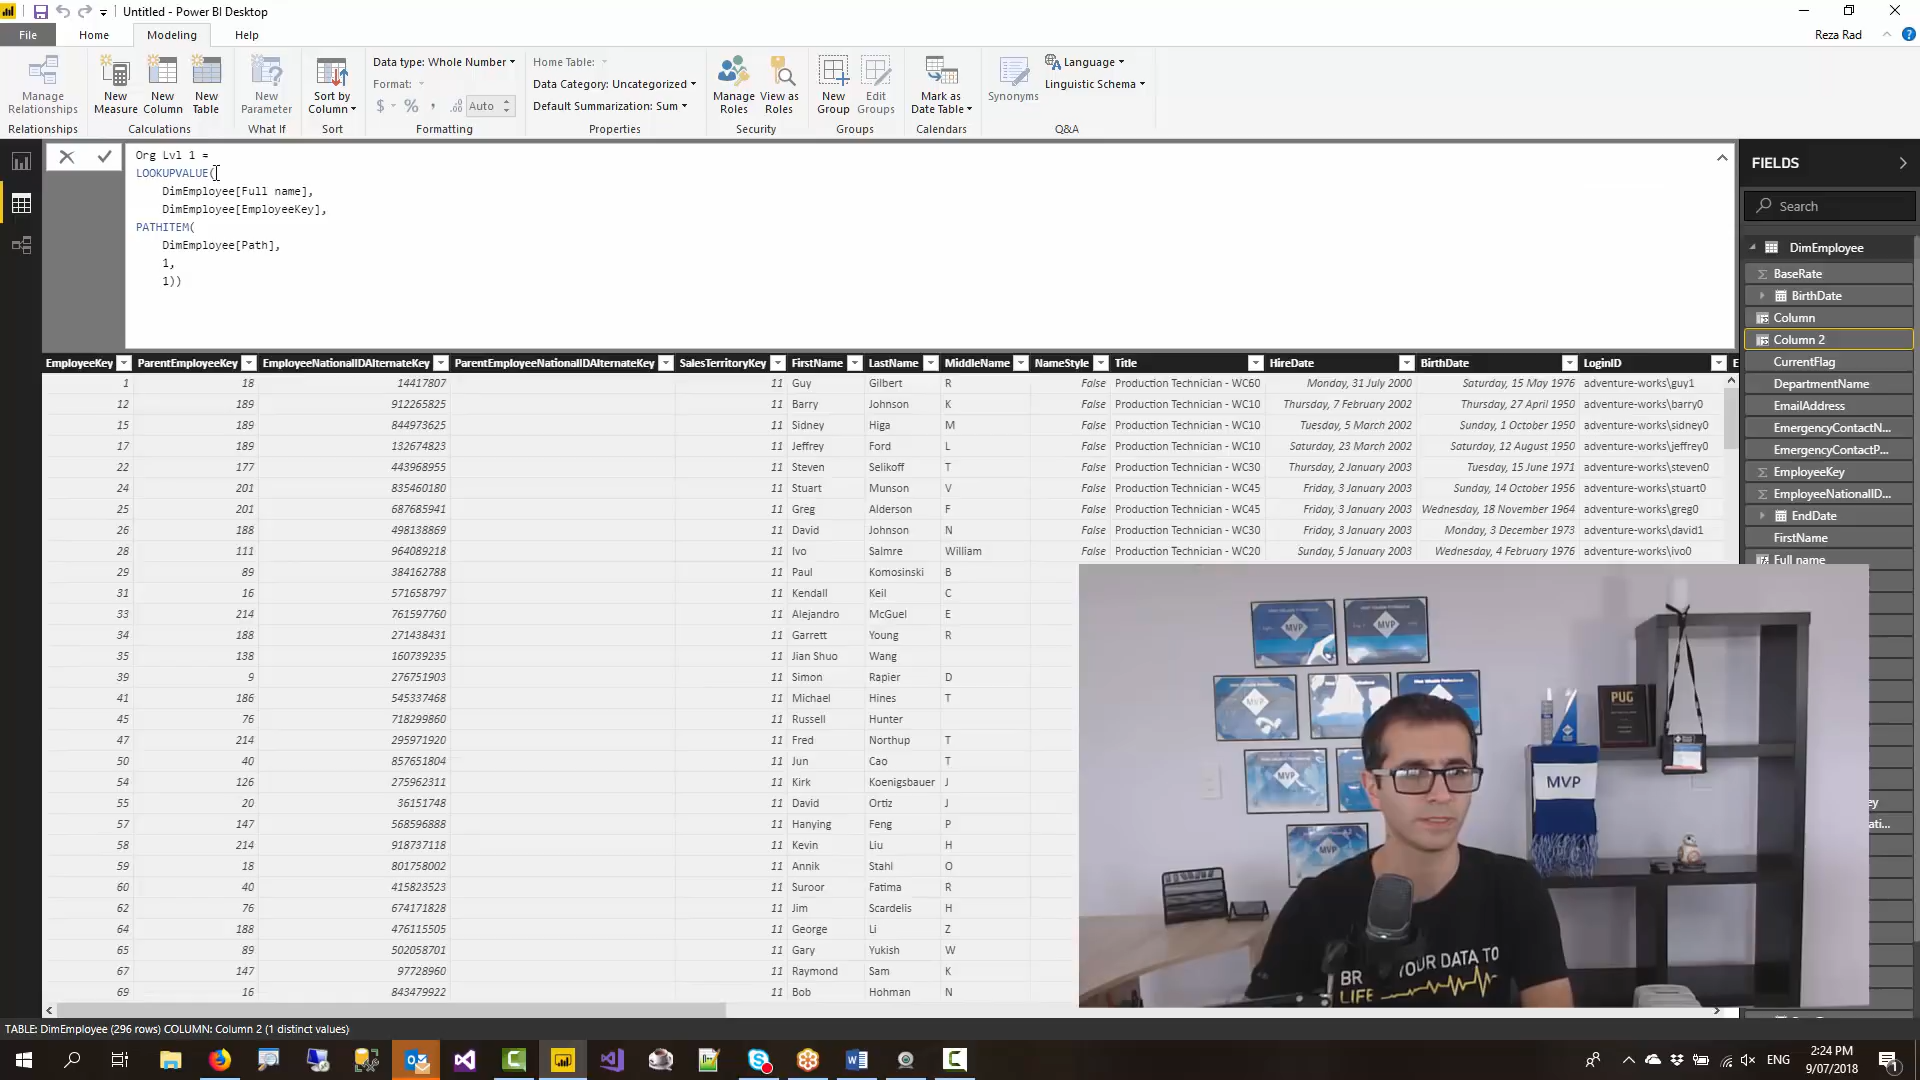 Untitled - Power BI Desktop
File Home Modeling Help
Reza Rad
Manage Relationships
New Measure
New Column
New Table
New Parameter
Sort by Column
Data type: Whole Number
Format:
$ % , .00 Auto
Home Table:
Data Category: Uncategorized
Default Summarization: Sum
Manage Roles
View as Roles
New Group
Edit Groups
Mark as Date Table
Synonyms
Language
Linguistic Schema
Relationships Calculations What If Sort Formatting Properties Security Groups Calendars Q&A
Org Lvl 1 =
LOOKUPVALUE(
DimEmployee[Full name],
DimEmployee[EmployeeKey],
PATHITEM(
DimEmployee[Path],
1,
1))
EmployeeKey ParentEmployeeKey EmployeeNationalIDAlternateKey ParentEmployeeNationalIDAlternateKey SalesTerritoryKey FirstName LastName MiddleName NameStyle Title HireDate BirthDate LoginID E
1 18 14417807 11 Guy Gilbert R False Production Technician - WC60 Monday, 31 July 2000 Saturday, 15 May 1976 adventure-works\guy1
12 189 912265825 11 Barry Johnson K False Production Technician - WC10 Thursday, 7 February 2002 Thursday, 27 April 1950 adventure-works\barry0
15 189 844973625 11 Sidney Higa M False Production Technician - WC10 Tuesday, 5 March 2002 Sunday, 1 October 1950 adventure-works\sidney0
17 189 132674823 11 Jeffrey Ford L False Production Technician - WC10 Saturday, 23 March 2002 Saturday, 12 August 1950 adventure-works\jeffrey0
22 177 443968955 11 Steven Selikoff T False Production Technician - WC30 Thursday, 2 January 2003 Tuesday, 15 June 1971 adventure-works\steven0
24 201 835460180 11 Stuart Munson V False Production Technician - WC45 Friday, 3 January 2003 Sunday, 14 October 1956 adventure-works\stuart0
25 201 687685941 11 Greg Alderson F False Production Technician - WC45 Friday, 3 January 2003 Wednesday, 18 November 1964 adventure-works\greg0
26 188 498138869 11 David Johnson N False Production Technician - WC30 Friday, 3 January 2003 Monday, 3 December 1973 adventure-works\david1
28 111 964089218 11 Ivo Salmre William False Production Technician - WC20 Sunday, 5 January 2003 Wednesday, 4 February 1976 adventure-works\ivo0
29 89 384162788 11 Paul Komosinski B
31 16 571658797 11 Kendall Keil C
33 214 761597760 11 Alejandro McGuel E
34 188 271438431 11 Garrett Young R
35 138 160739235 11 Jian Shuo Wang
39 9 276751903 11 Simon Rapier D
41 186 545337468 11 Michael Hines T
45 76 718299860 11 Russell Hunter
47 214 295971920 11 Fred Northup T
50 40 857651804 11 Jun Cao T
54 126 275962311 11 Kirk Koenigsbauer J
55 20 36151748 11 David Ortiz J
57 147 568596888 11 Hanying Feng P
58 214 918737118 11 Kevin Liu H
59 18 801758002 11 Annik Stahl O
60 40 415823523 11 Suroor Fatima R
62 76 674171828 11 Jim Scardelis H
64 188 476115505 11 George Li Z
65 89 502058701 11 Gary Yukish W
67 147 97728960 11 Raymond Sam K
69 16 843479922 11 Bob Hohman N
FIELDS
Search
DimEmployee
BaseRate
BirthDate
Column
Column 2
CurrentFlag
DepartmentName
EmailAddress
EmergencyContactN...
EmergencyContactP...
EmployeeKey
EmployeeNationalID...
EndDate
FirstName
Full name
ey
ati...
MVP
MVP
MVP
MVP
MVP
PUG
MVP
BR YOUR DATA TO
LIFE
TABLE: DimEmployee (296 rows) COLUMN: Column 2 (1 distinct values)
ENG
2:24 PM
9/07/2018
1